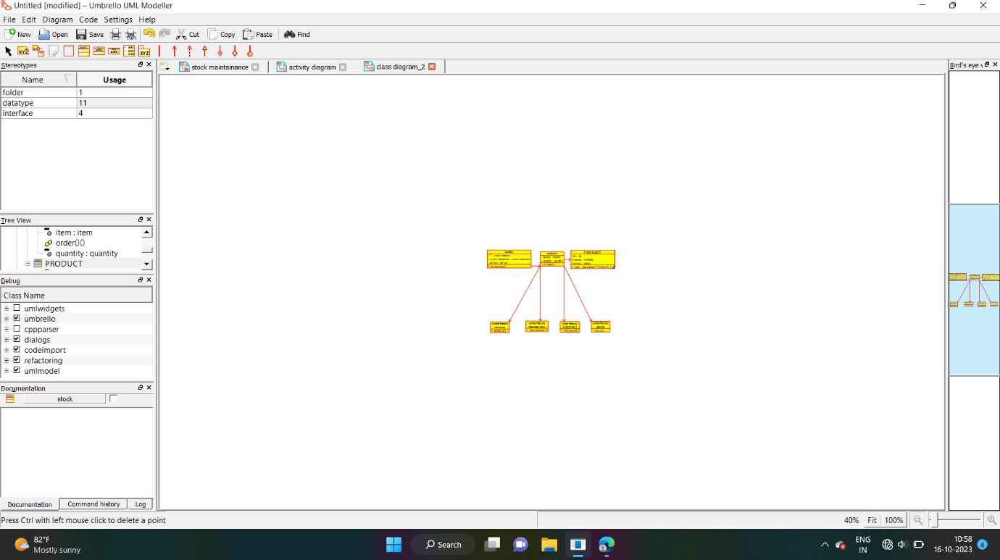 Untitled [modified] – Umbrello UML Modeller
File Edit Diagram Code Settings Help
New Open Save Cut Copy Paste Find
Stereotypes
stock maintainance activity diagram class diagram_2
Bird's eye
Name Usage
folder 1
datatype 11
interface 4
Tree View
item : item
order()()
quantity : quantity
PRODUCT
Debug
Class Name
umlwidgets
umbrello
cppparser
dialogs
codeimport
refactoring
umlmodel
Documentation
stock
PRODUCT
Documentation Command history Log
Press Ctrl with left mouse click to delete a point
40% Fit 100%
82°F
Mostly sunny
Search
ENG
IN
10:58
16-10-2023
4